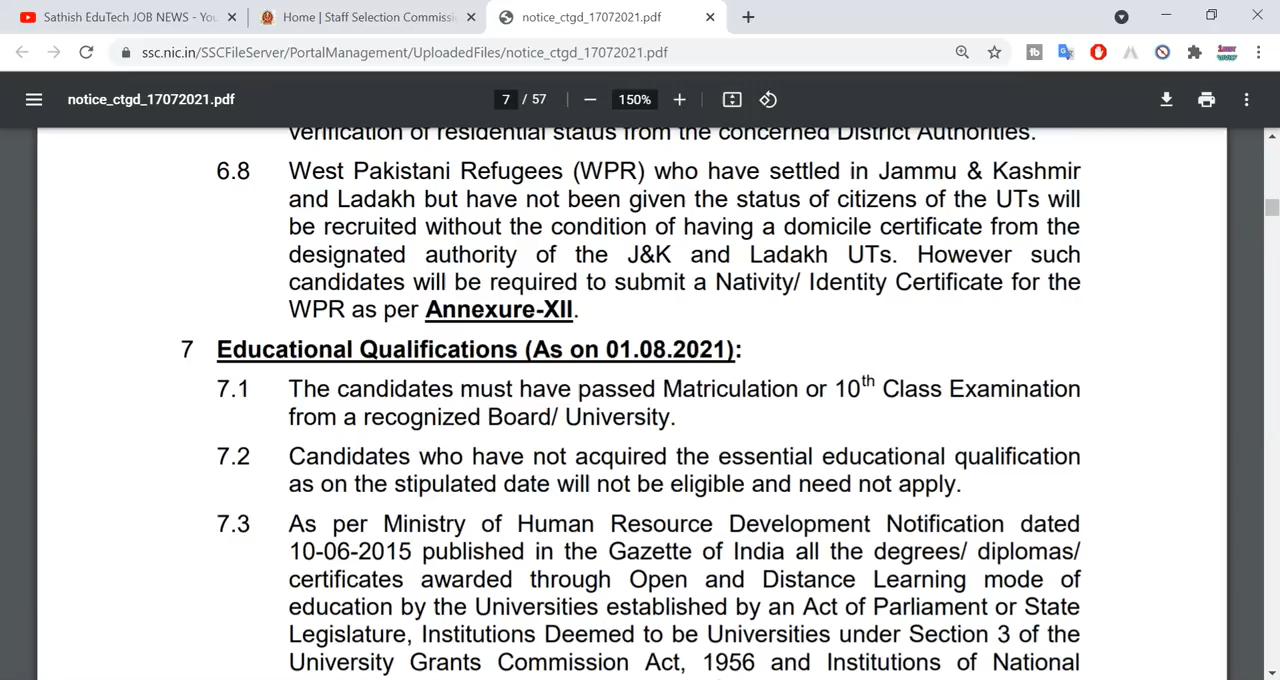 Sathish EduTech JOB NEWS - You
Home | Staff Selection Commissi
notice_ctgd_17072021.pdf
ssc.nic.in/SSCFileServer/PortalManagement/UploadedFiles/notice_ctgd_17072021.pdf
notice_ctgd_17072021.pdf
7 / 57
150%
verification of residential status from the concerned District Authorities.
6.8 West Pakistani Refugees (WPR) who have settled in Jammu & Kashmir
and Ladakh but have not been given the status of citizens of the UTs will
be recruited without the condition of having a domicile certificate from the
designated authority of the J&K and Ladakh UTs. However such
candidates will be required to submit a Nativity/ Identity Certificate for the
WPR as per Annexure-XII.
7 Educational Qualifications (As on 01.08.2021):
7.1 The candidates must have passed Matriculation or 10th Class Examination
from a recognized Board/ University.
7.2 Candidates who have not acquired the essential educational qualification
as on the stipulated date will not be eligible and need not apply.
7.3 As per Ministry of Human Resource Development Notification dated
10-06-2015 published in the Gazette of India all the degrees/ diplomas/
certificates awarded through Open and Distance Learning mode of
education by the Universities established by an Act of Parliament or State
Legislature, Institutions Deemed to be Universities under Section 3 of the
University Grants Commission Act, 1956 and Institutions of National